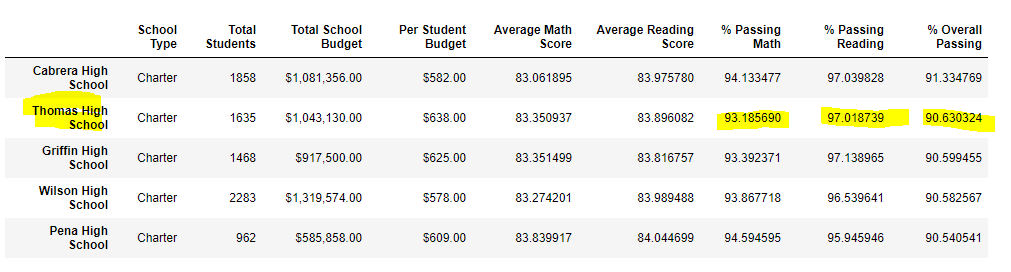 School Type Total Students Total School Budget Per Student Budget Average Math Score Average Reading Score % Passing Math % Passing Reading % Overall Passing
Cabrera High School Charter 1858 $1,081,356.00 $582.00 83.061895 83.975780 94.133477 97.039828 91.334769
Thomas High School Charter 1635 $1,043,130.00 $638.00 83.350937 83.896082 93.185690 97.018739 90.630324
Griffin High School Charter 1468 $917,500.00 $625.00 83.351499 83.816757 93.392371 97.138965 90.599455
Wilson High School Charter 2283 $1,319,574.00 $578.00 83.274201 83.989488 93.867718 96.539641 90.582567
Pena High School Charter 962 $585,858.00 $609.00 83.839917 84.044699 94.594595 95.945946 90.540541